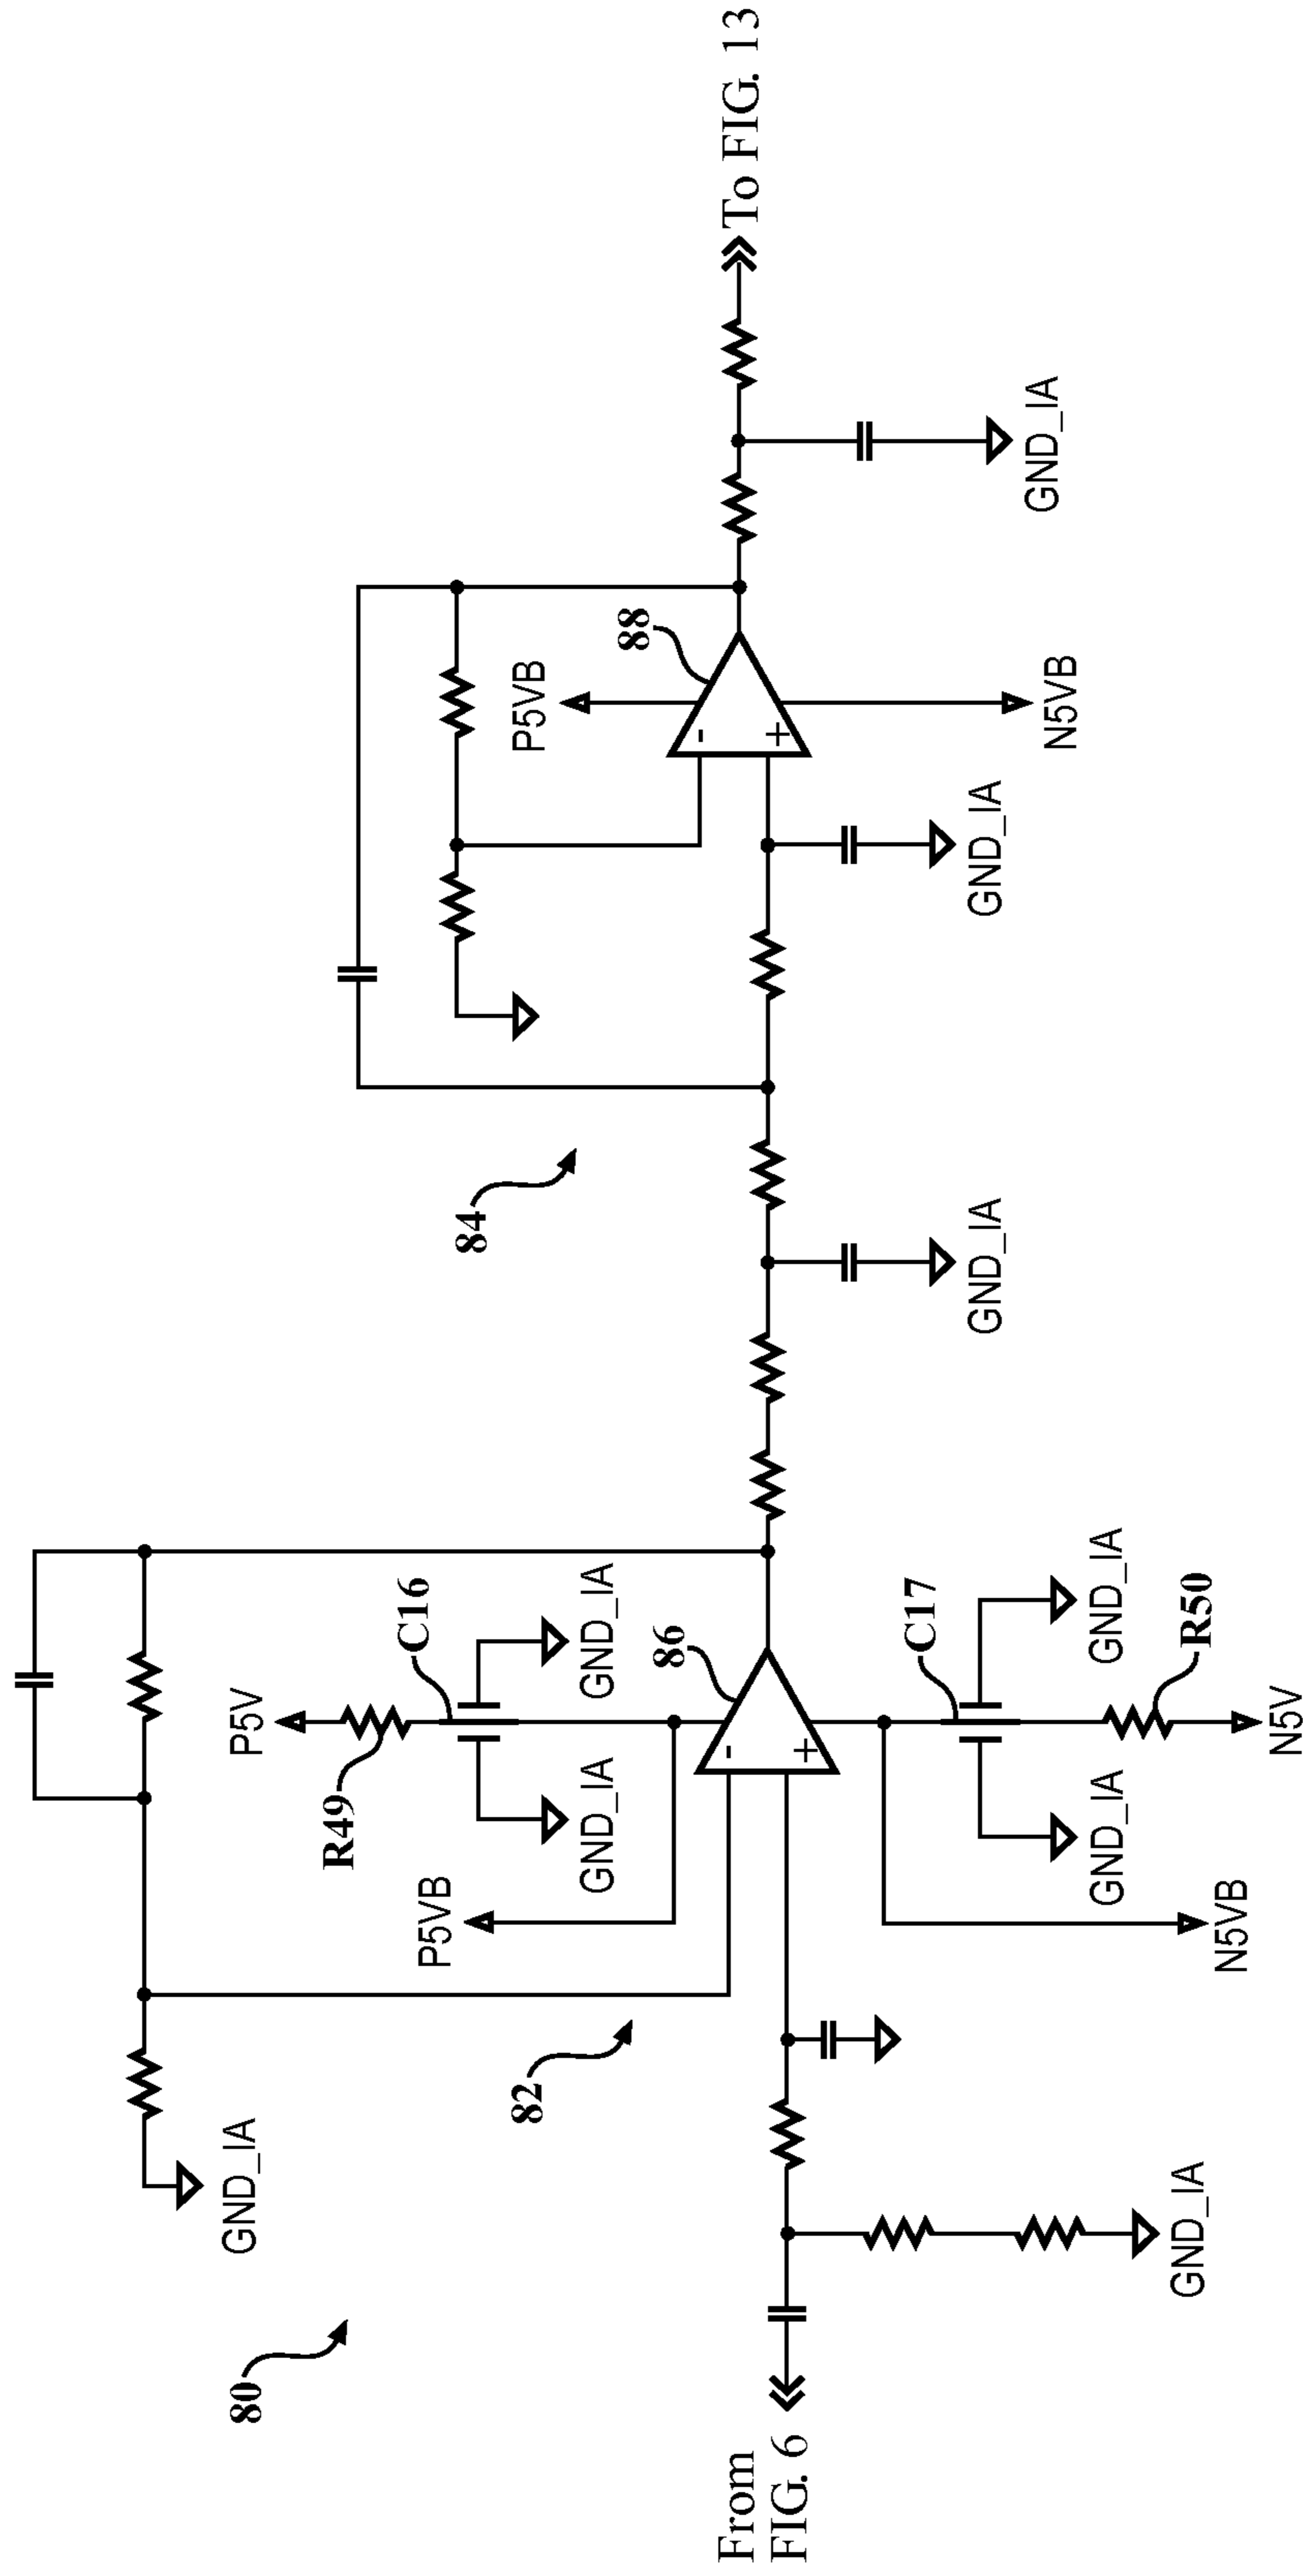 80
From
FIG. 6
GND_IA
GND_IA
82
P5VB
N5VB
R49
P5V
C16
GND_IA
GND_IA
86
C17
GND_IA
GND_IA
R50
N5V
84
GND_IA
GND_IA
P5VB
88
N5VB
GND_IA
To FIG. 13
-
+
-
+